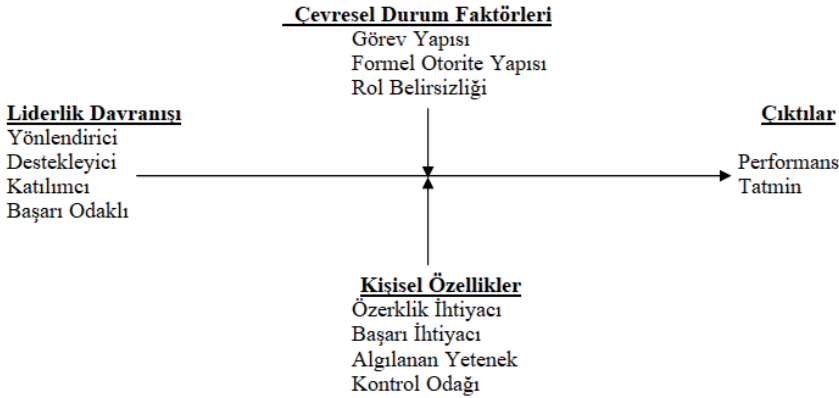 Çevresel Durum Faktörleri
Görev Yapısı
Formel Otorite Yapısı
Rol Belirsizliği
Liderlik Davranışı
Yönlendirici
Destekleyici
Katılımcı
Başarı Odaklı
Çıktılar
Performans
Tatmin
Kişisel Özellikler
Özerklik İhtiyacı
Başarı İhtiyacı
Algılanan Yetenek
Kontrol Odağı